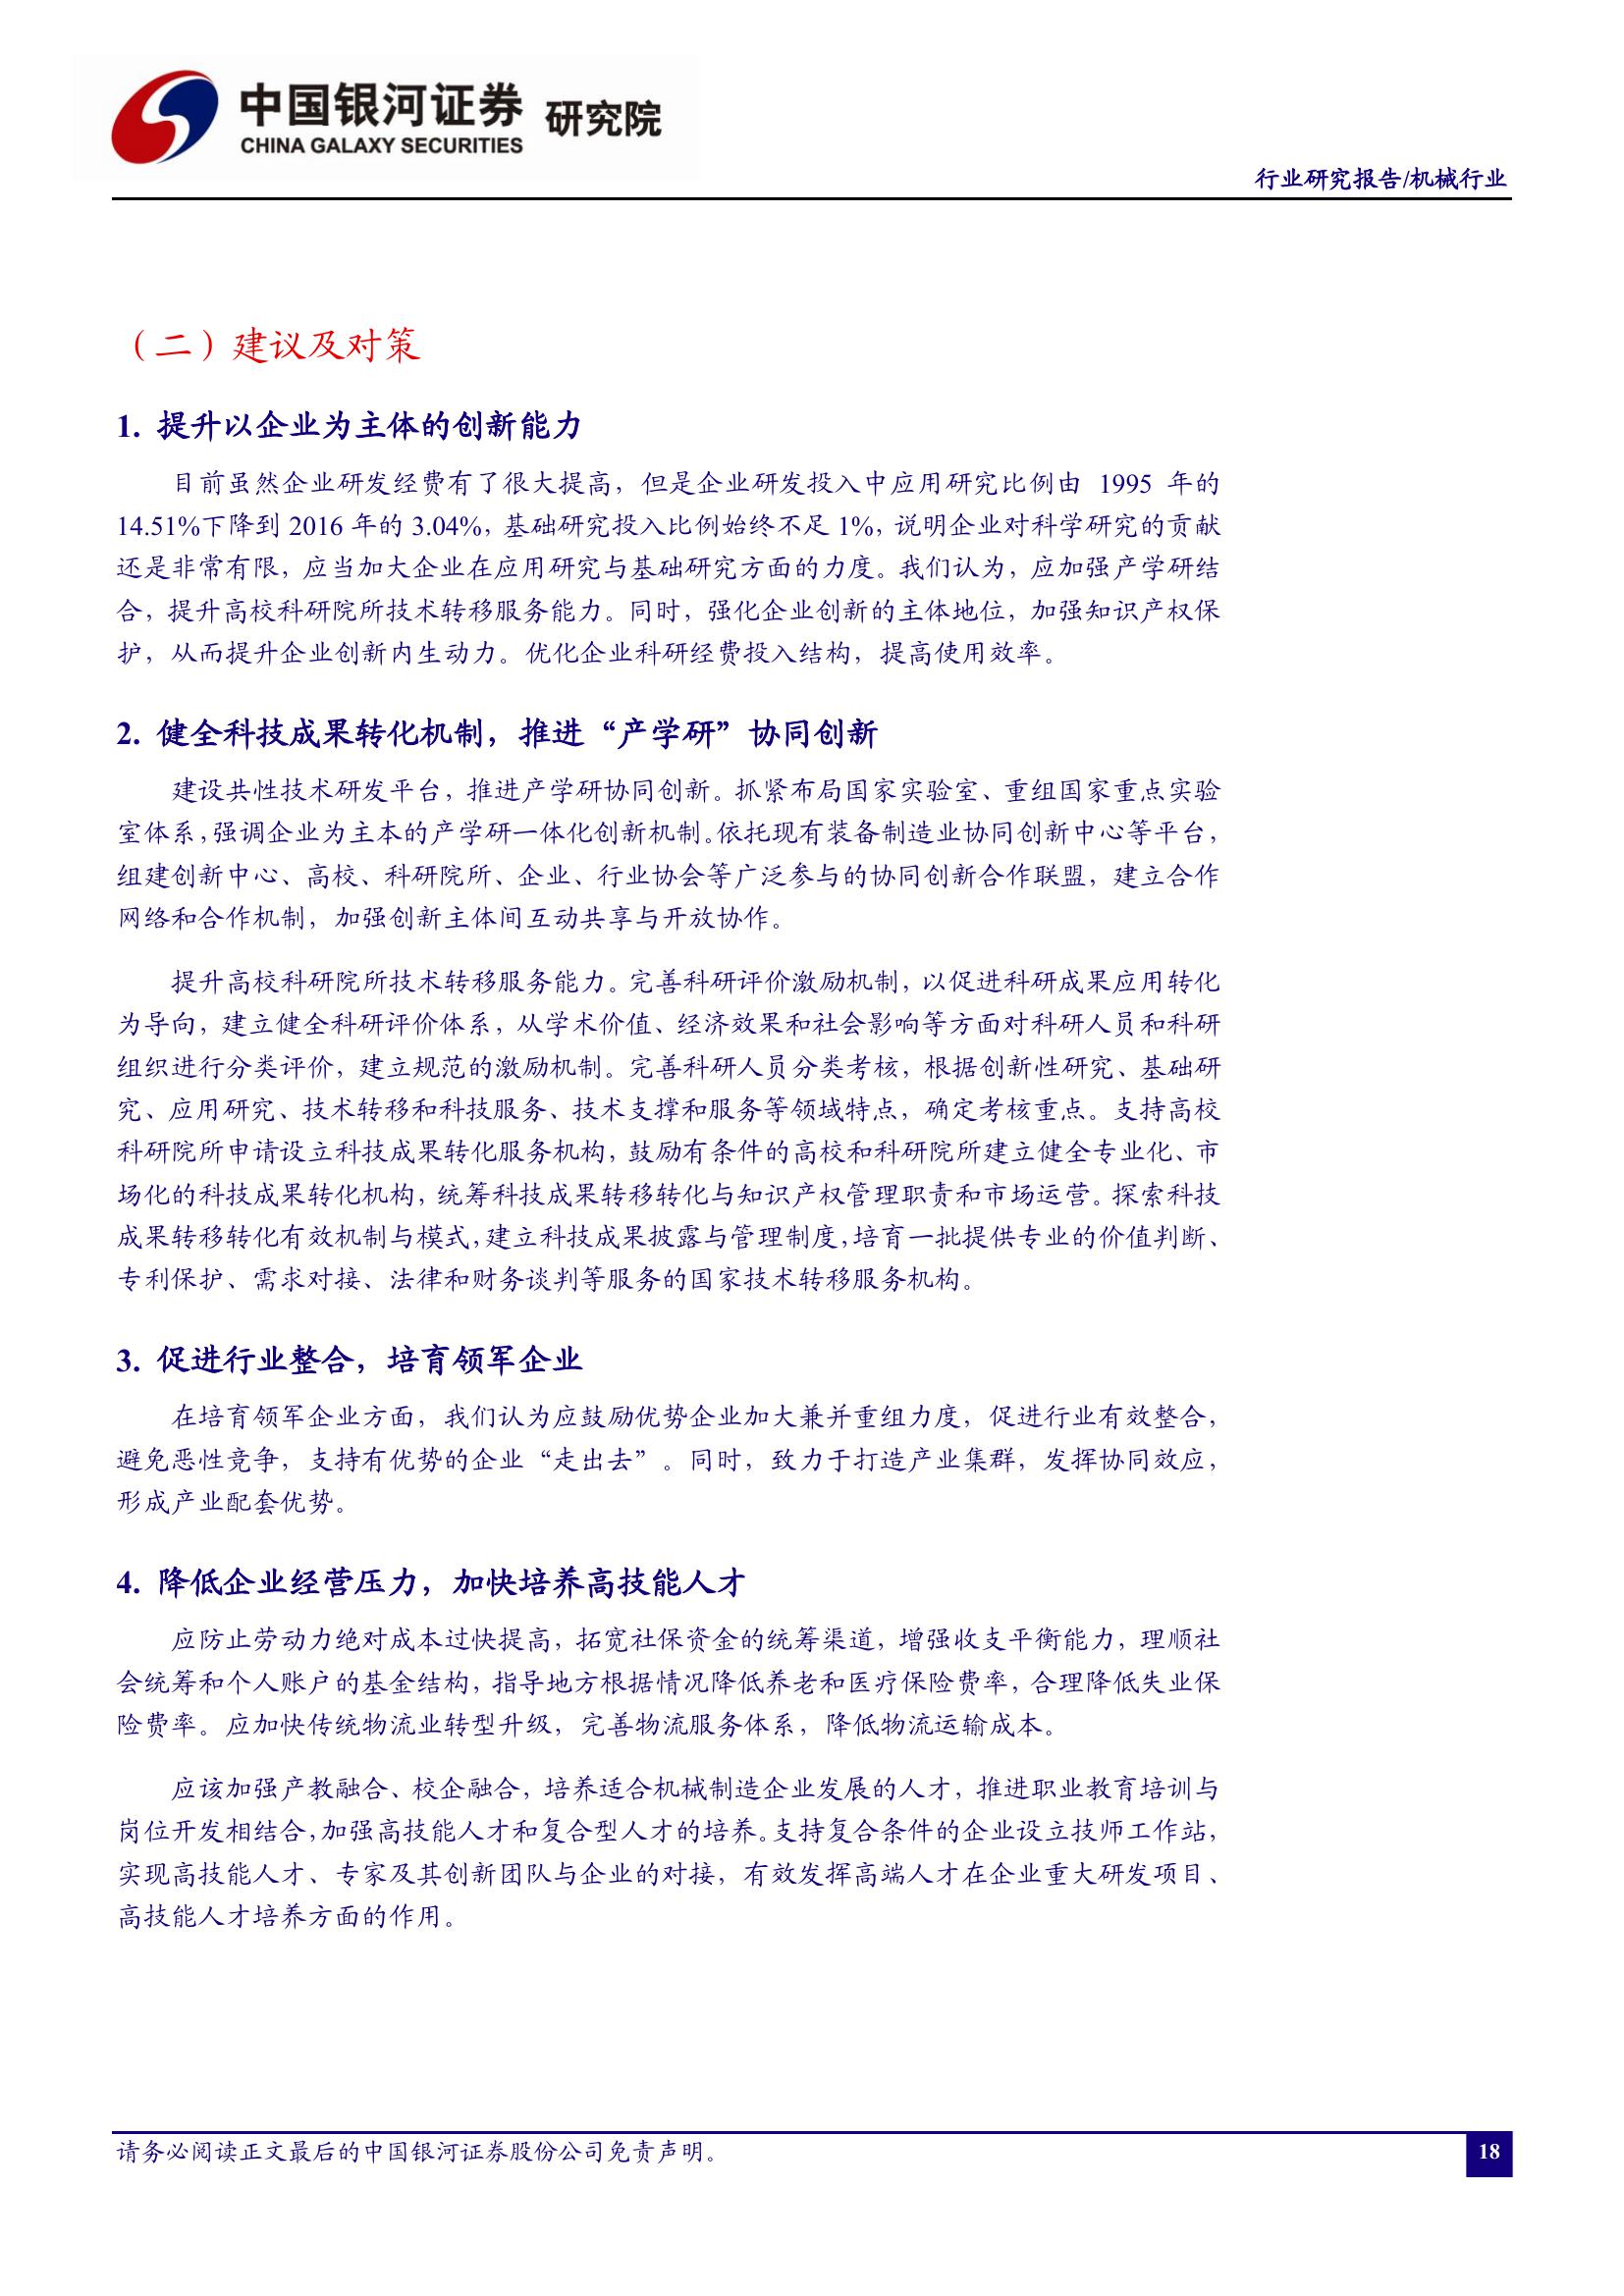 中国银河证券 研究院
CHINA GALAXY SECURITIES
行业研究报告/机械行业
（二）建议及对策
1. 提升以企业为主体的创新能力
目前虽然企业研发经费有了很大提高，但是企业研发投入中应用研究比例由 1995 年的
14.51%下降到 2016 年的 3.04%，基础研究投入比例始终不足 1%，说明企业对科学研究的贡献
还是非常有限，应当加大企业在应用研究与基础研究方面的力度。我们认为，应加强产学研结
合，提升高校科研院所技术转移服务能力。同时，强化企业创新的主体地位，加强知识产权保
护，从而提升企业创新内生动力。优化企业科研经费投入结构，提高使用效率。
2. 健全科技成果转化机制，推进“产学研”协同创新
建设共性技术研发平台，推进产学研协同创新。抓紧布局国家实验室、重组国家重点实验
室体系，强调企业为主本的产学研一体化创新机制。依托现有装备制造业协同创新中心等平台，
组建创新中心、高校、科研院所、企业、行业协会等广泛参与的协同创新合作联盟，建立合作
网络和合作机制，加强创新主体间互动共享与开放协作。
提升高校科研院所技术转移服务能力。完善科研评价激励机制，以促进科研成果应用转化
为导向，建立健全科研评价体系，从学术价值、经济效果和社会影响等方面对科研人员和科研
组织进行分类评价，建立规范的激励机制。完善科研人员分类考核，根据创新性研究、基础研
究、应用研究、技术转移和科技服务、技术支撑和服务等领域特点，确定考核重点。支持高校
科研院所申请设立科技成果转化服务机构，鼓励有条件的高校和科研院所建立健全专业化、市
场化的科技成果转化机构，统筹科技成果转移转化与知识产权管理职责和市场运营。探索科技
成果转移转化有效机制与模式，建立科技成果披露与管理制度，培育一批提供专业的价值判断、
专利保护、需求对接、法律和财务谈判等服务的国家技术转移服务机构。
3. 促进行业整合，培育领军企业
在培育领军企业方面，我们认为应鼓励优势企业加大兼并重组力度，促进行业有效整合，
避免恶性竞争，支持有优势的企业“走出去”。同时，致力于打造产业集群，发挥协同效应，
形成产业配套优势。
4. 降低企业经营压力，加快培养高技能人才
应防止劳动力绝对成本过快提高，拓宽社保资金的统筹渠道，增强收支平衡能力，理顺社
会统筹和个人账户的基金结构，指导地方根据情况降低养老和医疗保险费率，合理降低失业保
险费率。应加快传统物流业转型升级，完善物流服务体系，降低物流运输成本。
应该加强产教融合、校企融合，培养适合机械制造企业发展的人才，推进职业教育培训与
岗位开发相结合，加强高技能人才和复合型人才的培养。支持复合条件的企业设立技师工作站，
实现高技能人才、专家及其创新团队与企业的对接，有效发挥高端人才在企业重大研发项目、
高技能人才培养方面的作用。
请务必阅读正文最后的中国银河证券股份公司免责声明。
18